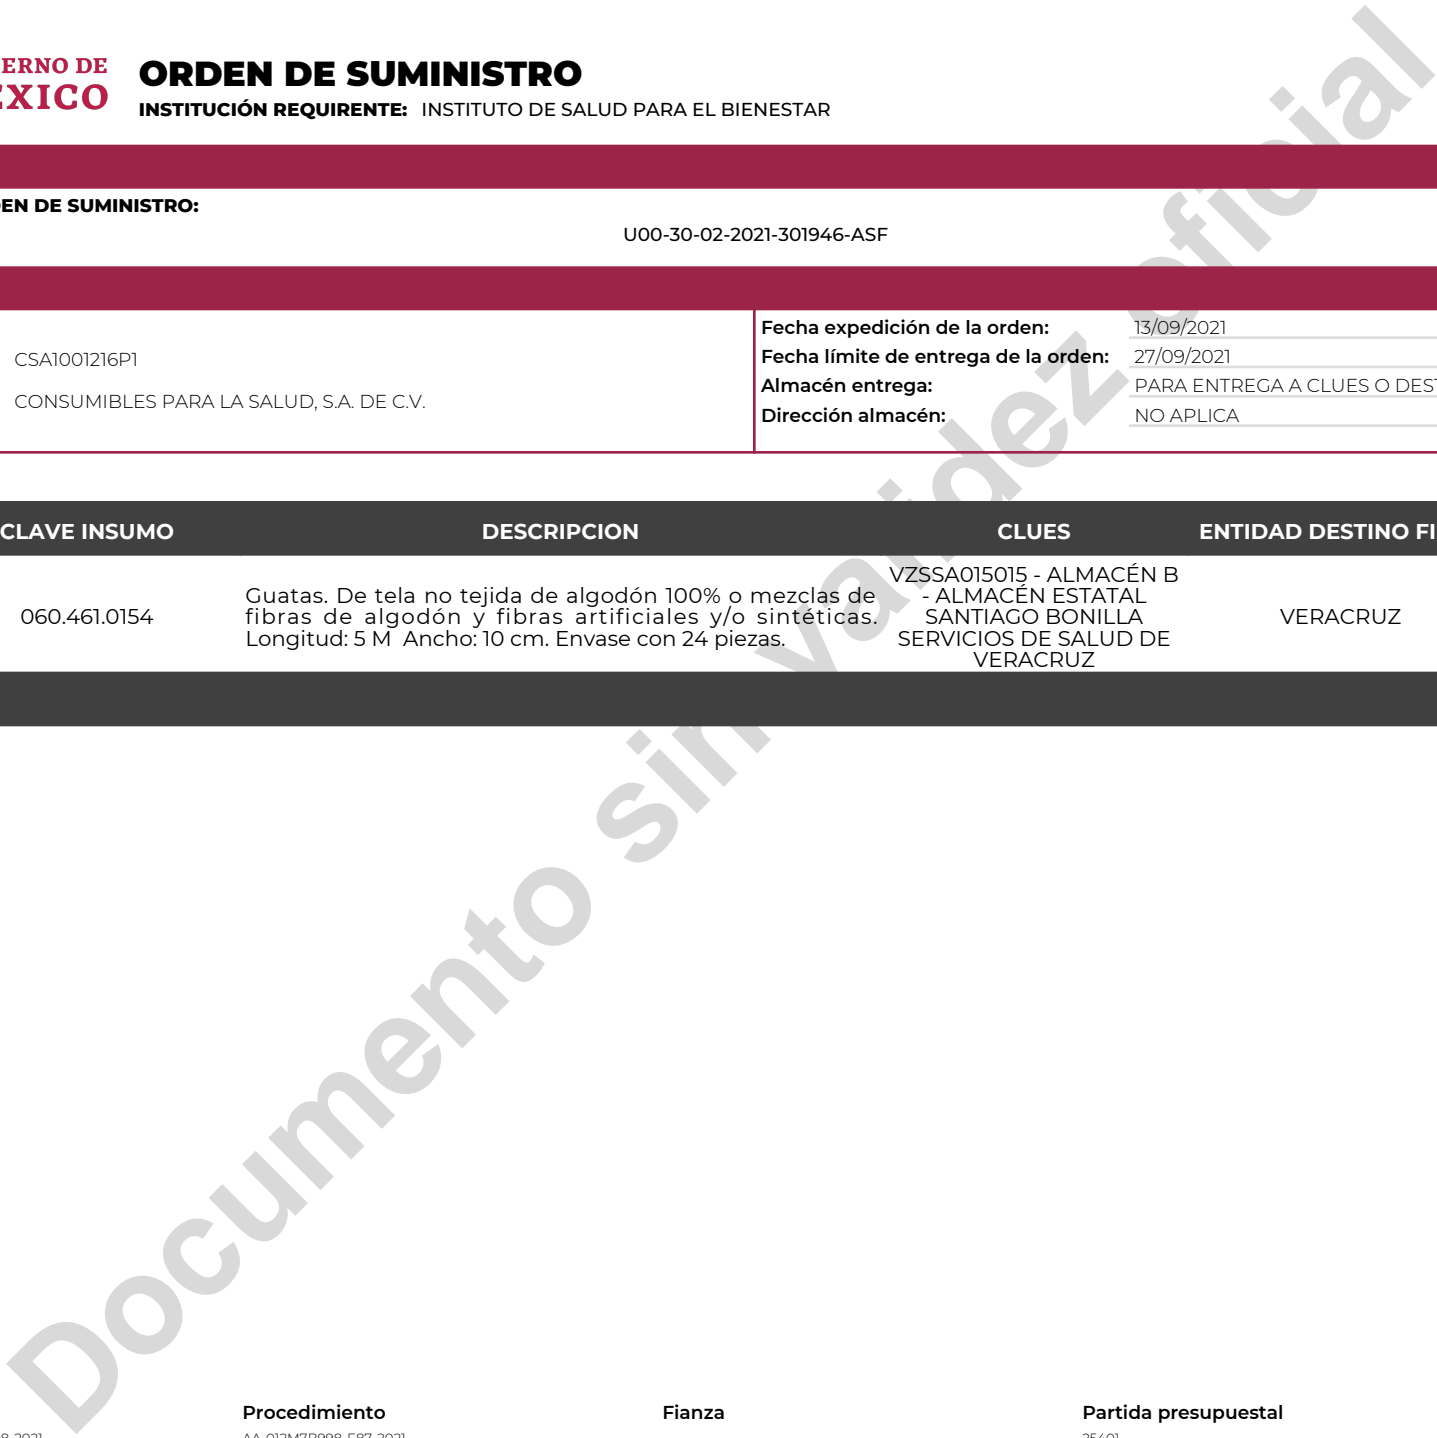 ERNO DE
EXICO
ORDEN DE SUMINISTRO
INSTITUCIÓN REQUIRENTE: INSTITUTO DE SALUD PARA EL BIENESTAR
EN DE SUMINISTRO:
U00-30-02-2021-301946-ASF
CSA1001216P1
CONSUMIBLES PARA LA SALUD, S.A. DE C.V.
Fecha expedición de la orden: 13/09/2021
Fecha límite de entrega de la orden: 27/09/2021
Almacén entrega: PARA ENTREGA A CLUES O DEST
Dirección almacén: NO APLICA
CLAVE INSUMO DESCRIPCION CLUES ENTIDAD DESTINO FI
060.461.0154
Guatas. De tela no tejida de algodón 100% o mezclas de
fibras de algodón y fibras artificiales y/o sintéticas.
Longitud: 5 M Ancho: 10 cm. Envase con 24 piezas.
VZSSA015015 - ALMACÉN B
- ALMACÉN ESTATAL
SANTIAGO BONILLA
SERVICIOS DE SALUD DE
VERACRUZ
VERACRUZ
Documento sin validez oficial
Procedimiento Fianza Partida presupuestal